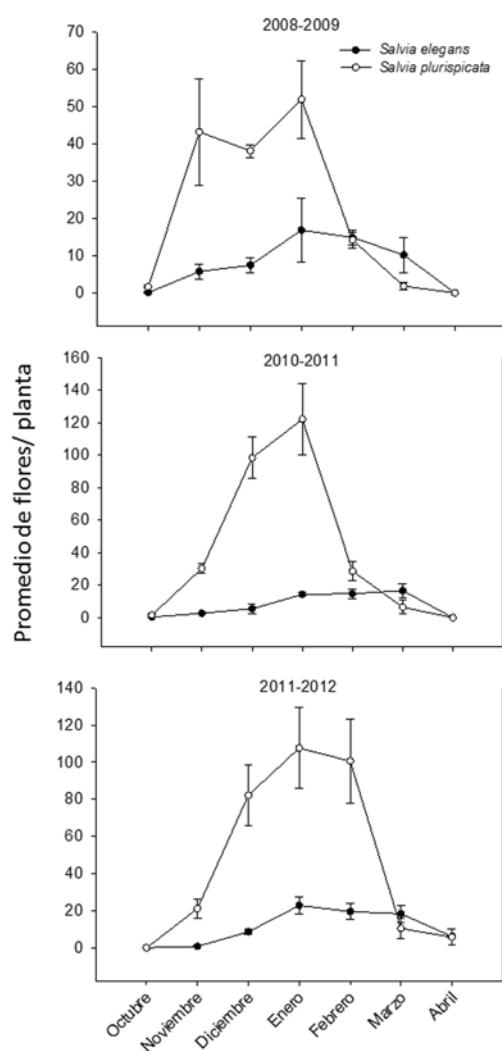 2008-2009
Salvia elegans
Salvia plurispicata
70
60
50
40
30
20
10
0
2010-2011
160
140
120
100
80
60
40
20
0
Promedio de flores/ planta
2011-2012
140
120
100
80
60
40
20
0
Octubre
Noviembre
Diciembre
Enero
Febrero
Marzo
Abril